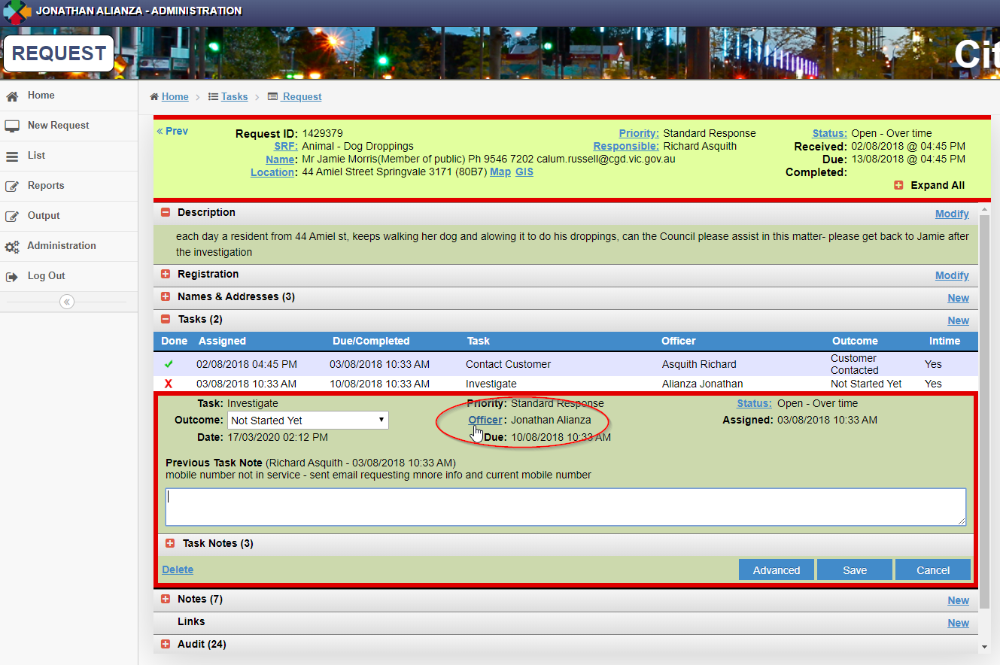 JONATHAN ALIANZA - ADMINISTRATION
REQUEST
Cit
Home
New Request
List
Reports
Output
Administration
Log Out
Home > Tasks > Request
« Prev
Request ID: 1429379
SRF: Animal - Dog Droppings
Name: Mr Jamie Morris(Member of public) Ph 9546 7202 calum.russell@cgd.vic.gov.au
Location: 44 Amiel Street Springvale 3171 (80B7) Map GIS
Priority: Standard Response
Responsible: Richard Asquith
Status: Open - Over time
Received: 02/08/2018 @ 04:45 PM
Due: 13/08/2018 @ 04:45 PM
Completed:
Expand All
Description Modify
each day a resident from 44 Amiel st, keeps walking her dog and alowing it to do his droppings, can the Council please assist in this matter- please get back to Jamie after
the investigation
Registration Modify
Names & Addresses (3) New
Tasks (2) New
Done Assigned Due/Completed Task Officer Outcome Intime
02/08/2018 04:45 PM 03/08/2018 10:33 AM Contact Customer Asquith Richard Customer Contacted Yes
X 03/08/2018 10:33 AM 10/08/2018 10:33 AM Investigate Alianza Jonathan Not Started Yet Yes
Task: Investigate Priority: Standard Response Status: Open - Over time
Outcome: Not Started Yet Officer: Jonathan Alianza Assigned: 03/08/2018 10:33 AM
Date: 17/03/2020 02:12 PM Due: 10/08/2018 10:33 AM
Previous Task Note (Richard Asquith - 03/08/2018 10:33 AM)
mobile number not in service - sent email requesting mnore info and current mobile number
Task Notes (3)
Delete Advanced Save Cancel
Notes (7) New
Links New
Audit (24)